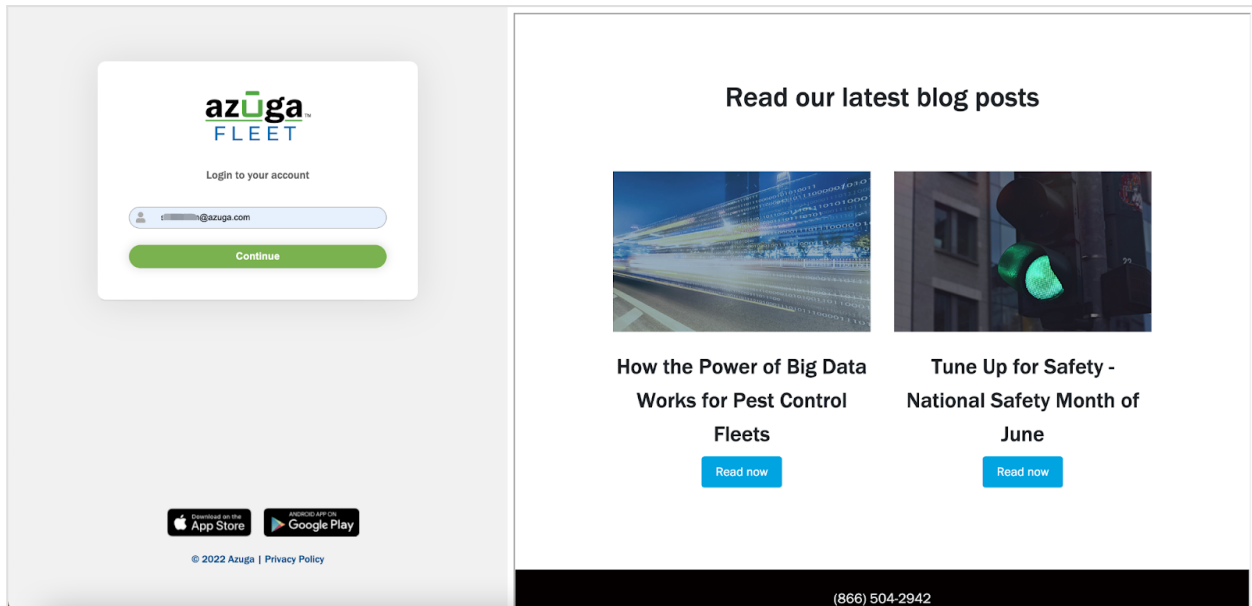 azūga™
FLEET
Login to your account
@azuga.com
Continue
Download on the
App Store
ANDROID APP ON
Google Play
© 2022 Azuga | Privacy Policy
Read our latest blog posts
How the Power of Big Data
Works for Pest Control
Fleets
Read now
Tune Up for Safety -
National Safety Month of
June
Read now
(866) 504-2942